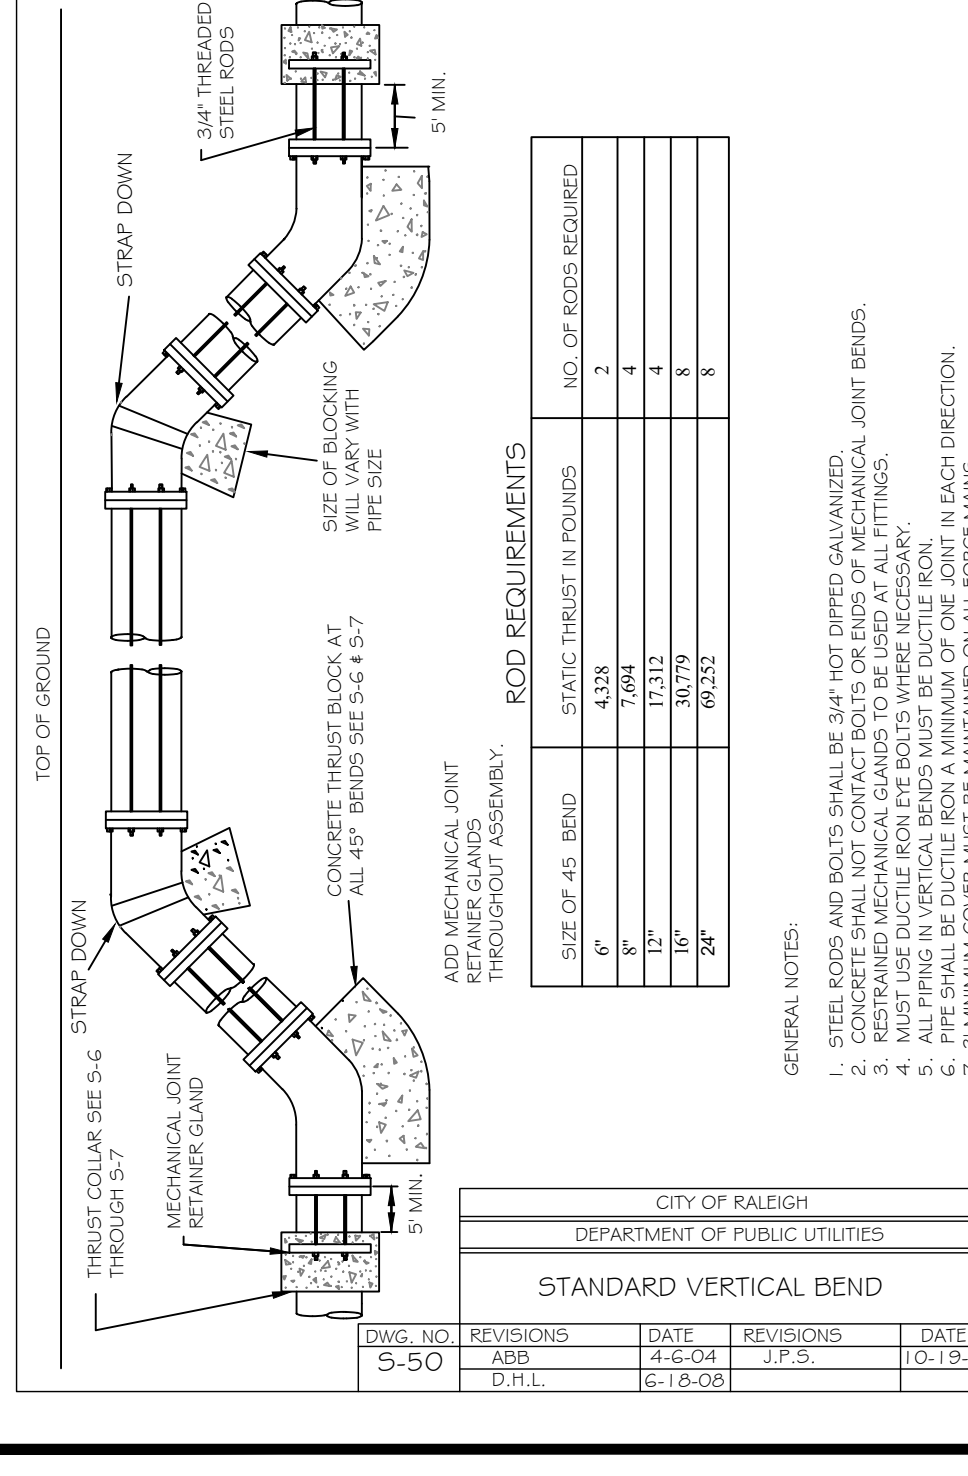 TOP OF GROUND
STRAP DOWN
STRAP DOWN
3/4" THREADED
STEEL RODS
5' MIN.
THRUST COLLAR SEE S-6
THROUGH S-7
MECHANICAL JOINT
RETAINER GLAND
5' MIN.
CONCRETE THRUST BLOCK AT
ALL 45° BENDS SEE S-6 & S-7
SIZE OF BLOCKING
WILL VARY WITH
PIPE SIZE
ADD MECHANICAL JOINT
RETAINER GLANDS
THROUGHOUT ASSEMBLY.
ROD REQUIREMENTS
SIZE OF 45 BEND STATIC THRUST IN POUNDS NO. OF RODS REQUIRED
6" 4,328 2
8" 7,694 4
12" 17,312 4
16" 30,779 8
24" 69,252 8
GENERAL NOTES:
1. STEEL RODS AND BOLTS SHALL BE 3/4" HOT DIPPED GALVANIZED.
2. CONCRETE SHALL NOT CONTACT BOLTS OR ENDS OF MECHANICAL JOINT BENDS.
3. RESTRAINED MECHANICAL GLANDS TO BE USED AT ALL FITTINGS.
4. MUST USE DUCTILE IRON EYE BOLTS WHERE NECESSARY.
5. ALL PIPING IN VERTICAL BENDS MUST BE DUCTILE IRON.
6. PIPE SHALL BE DUCTILE IRON A MINIMUM OF ONE JOINT IN EACH DIRECTION.
CITY OF RALEIGH
DEPARTMENT OF PUBLIC UTILITIES
STANDARD VERTICAL BEND
DWG. NO. REVISIONS DATE REVISIONS DATE
S-50 ABB 4-6-04 J.P.S. 10-19-
D.H.L. 6-18-08